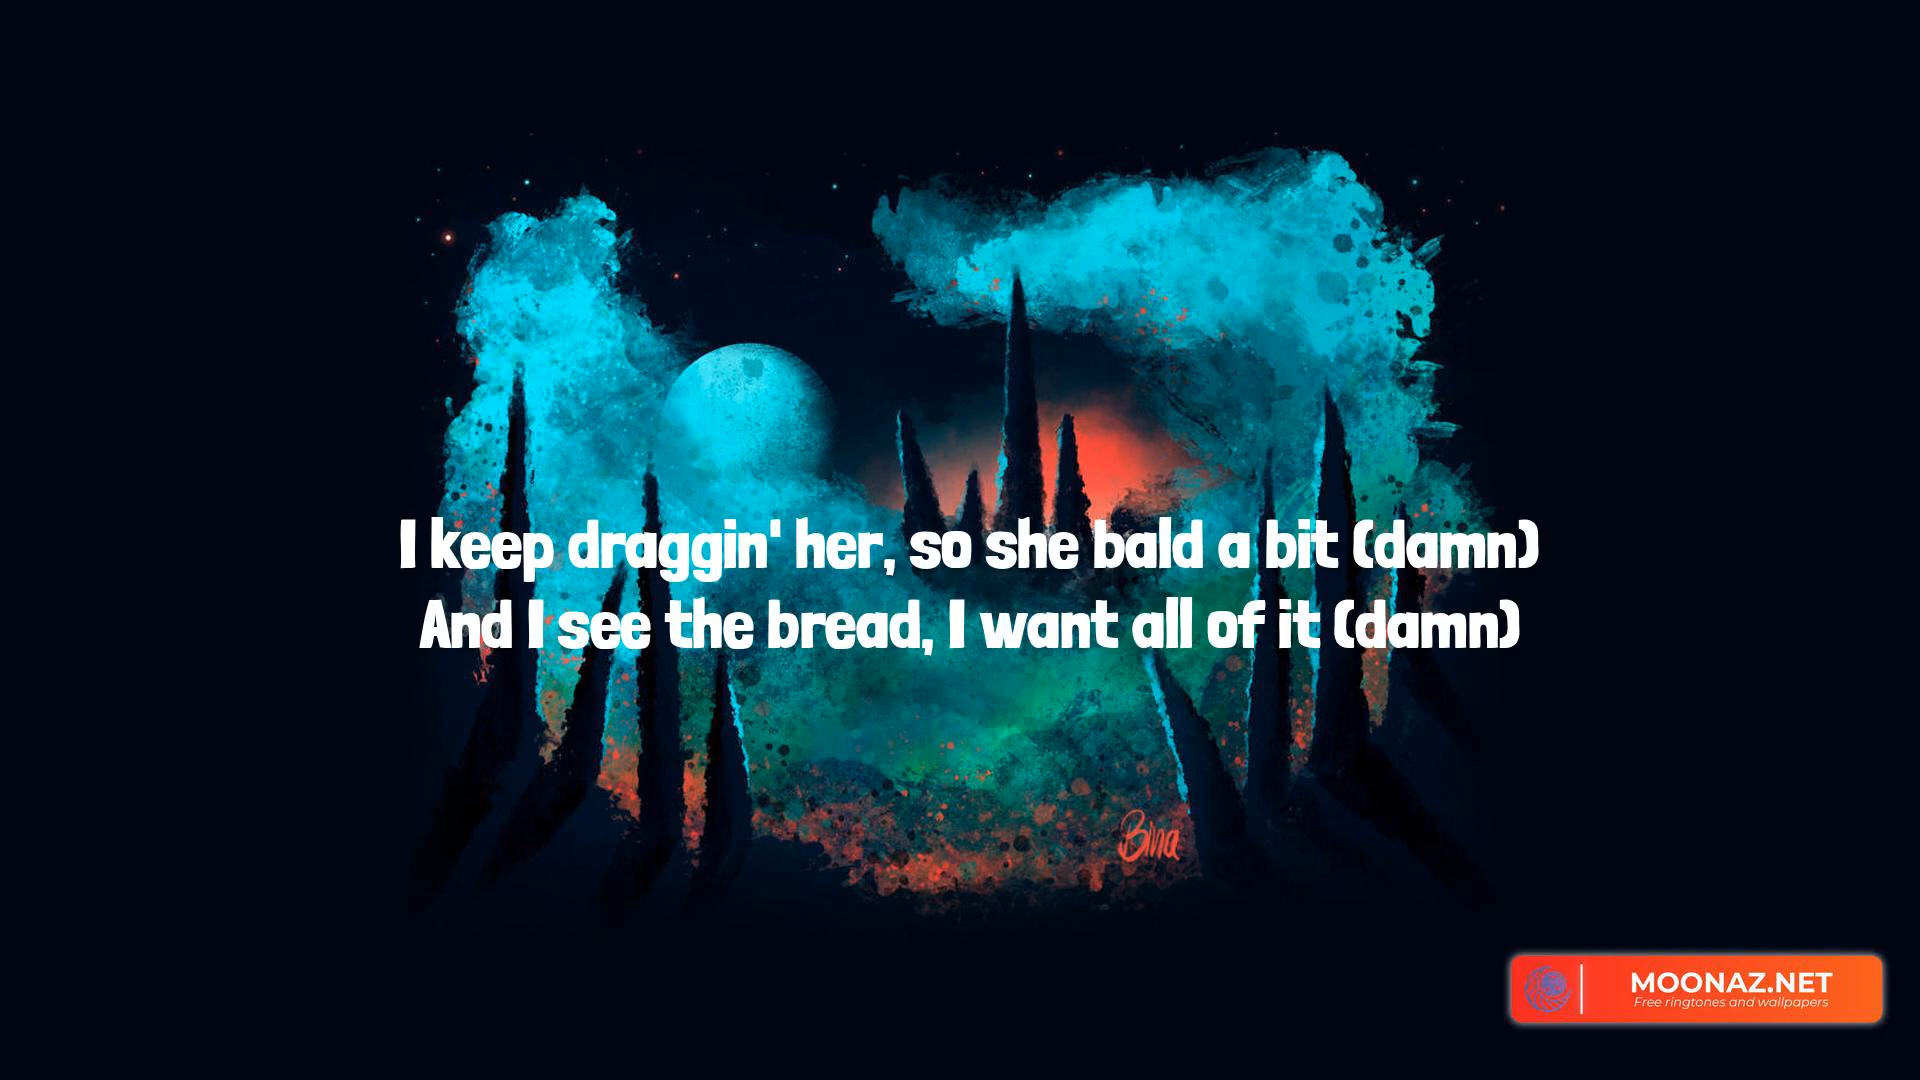 I keep draggin' her, so she bald a bit (damn)
And I see the bread, I want all of it (damn)
Bina
MOONAZ.NET
Free ringtones and wallpapers